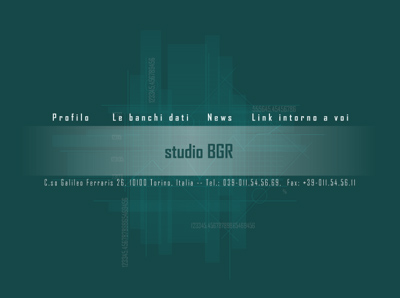 Profilo Le banchi dati News Link intorno a voi
studio BGR
C.so Galileo Ferraris 26, 10100 Torino, Italia -- Tel.: 039-011.54.56.69, Fax: +39-011.54.56.11